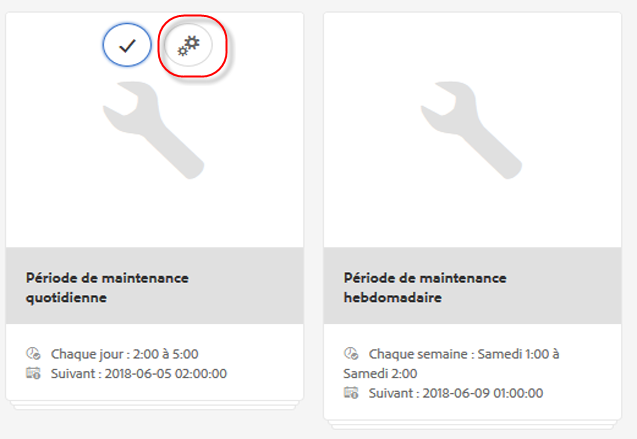 Période de maintenance
quotidienne
Chaque jour : 2:00 à 5:00
Suivant : 2018-06-05 02:00:00
Période de maintenance
hebdomadaire
Chaque semaine : Samedi 1:00 à
Samedi 2:00
Suivant : 2018-06-09 01:00:00